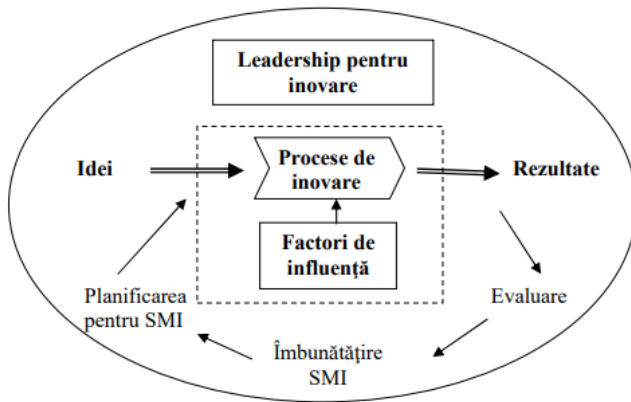 Leadership pentru
inovare
Idei
Procese de
inovare
Rezultate
Factori de
influență
Planificarea
pentru SMI
Evaluare
Îmbunătățire
SMI